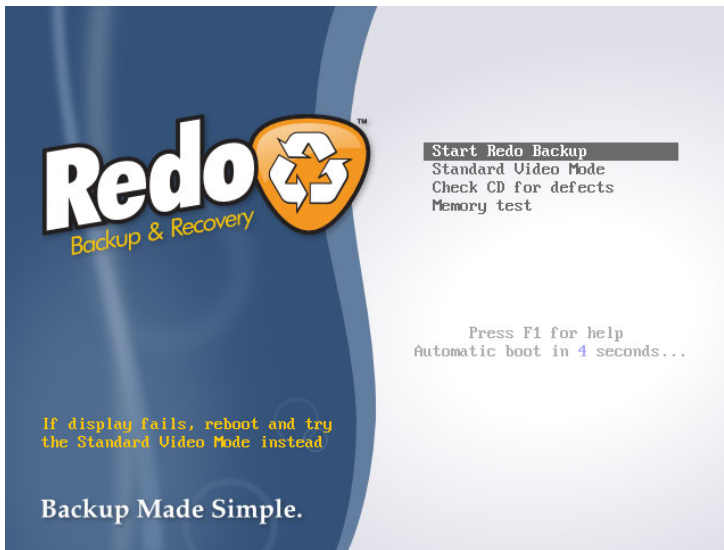 Redo™
Backup & Recovery
If display fails, reboot and try
the Standard Video Mode instead
Backup Made Simple.
Start Redo Backup
Standard Video Mode
Check CD for defects
Memory test
Press F1 for help
Automatic boot in 4 seconds...